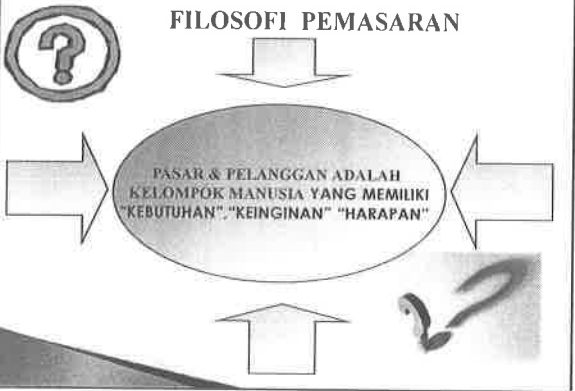 FILOSOFI PEMASARAN
PASAR & PELANGGAN ADALAH
KELOMPOK MANUSIA YANG MEMILIKI
"KEBUTUHAN","KEINGINAN" "HARAPAN"